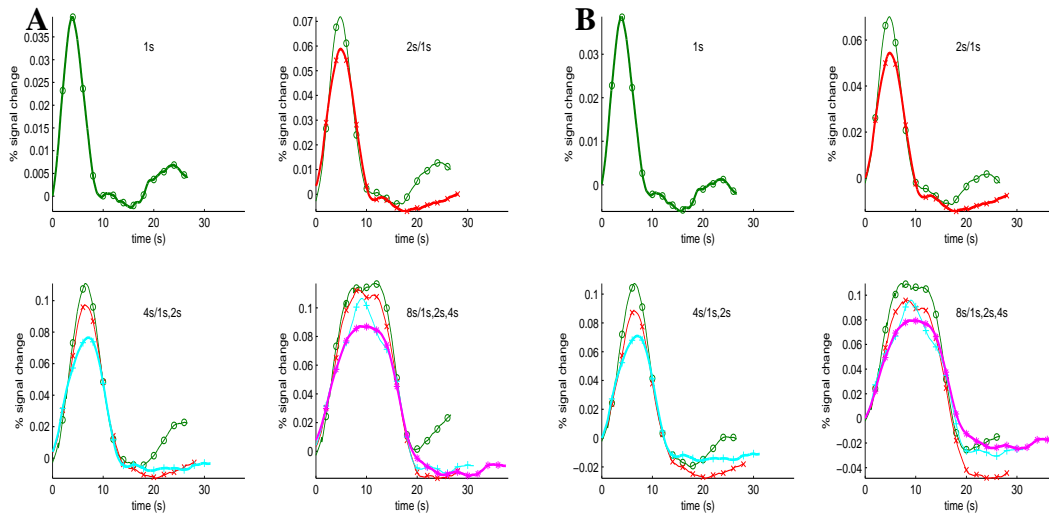 A
1s
0.035
0.03
0.025
0.02
0.015
0.01
0.005
0
% signal change
0 10 20 30
time (s)
2s/1s
0.07
0.06
0.05
0.04
0.03
0.02
0.01
0
% signal change
0 10 20 30
time (s)
B
1s
0.03
0.02
0.01
0
% signal change
0 10 20 30
time (s)
2s/1s
0.06
0.04
0.02
0
% signal change
0 10 20 30
time (s)
4s/1s,2s
0.1
0.08
0.06
0.04
0.02
0
% signal change
0 10 20 30
time (s)
8s/1s,2s,4s
0.1
0.08
0.06
0.04
0.02
0
% signal change
0 10 20 30
time (s)
4s/1s,2s
0.1
0.08
0.06
0.04
0.02
0
−0.02
% signal change
0 10 20 30
time (s)
8s/1s,2s,4s
0.1
0.08
0.06
0.04
0.02
0
−0.02
−0.04
% signal change
0 10 20 30
time (s)